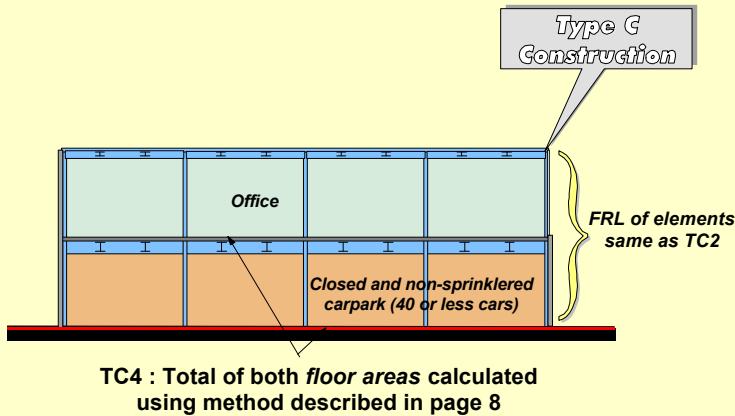 Type C
Construction
Office
FRL of elements
same as TC2
Closed and non-sprinklered
carpark (40 or less cars)
TC4 : Total of both floor areas calculated
using method described in page 8